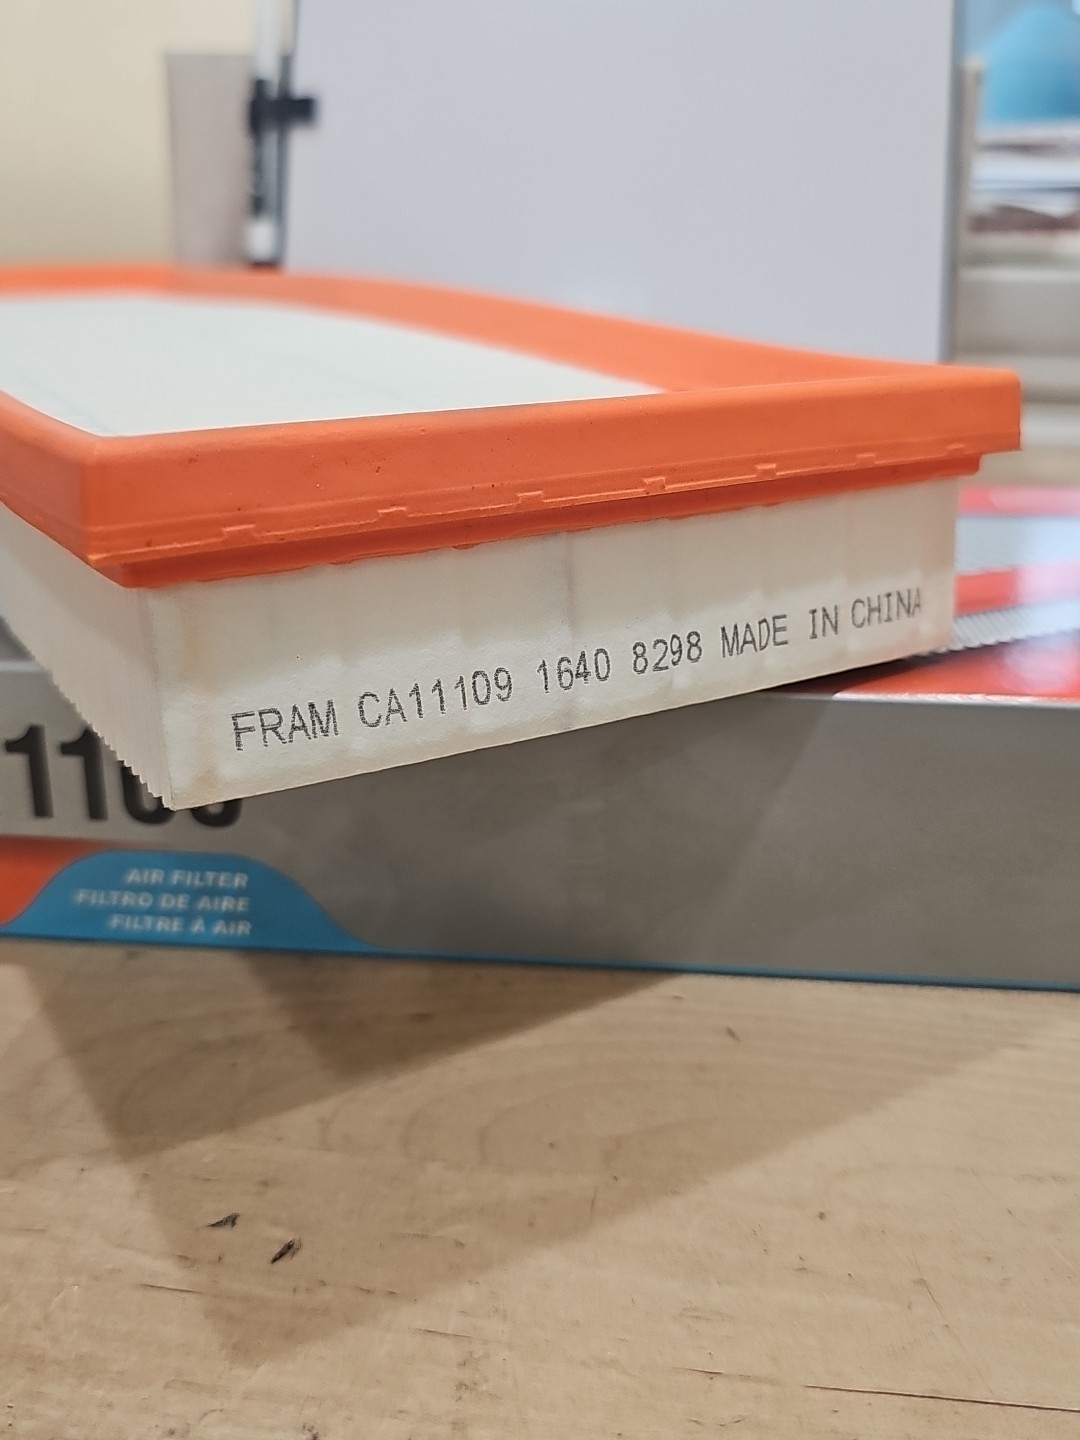 FRAM CA11109 1640 8298 MADE IN CHINA
AIR FILTER
FILTRO DE AIRE
FILTRE À AIR